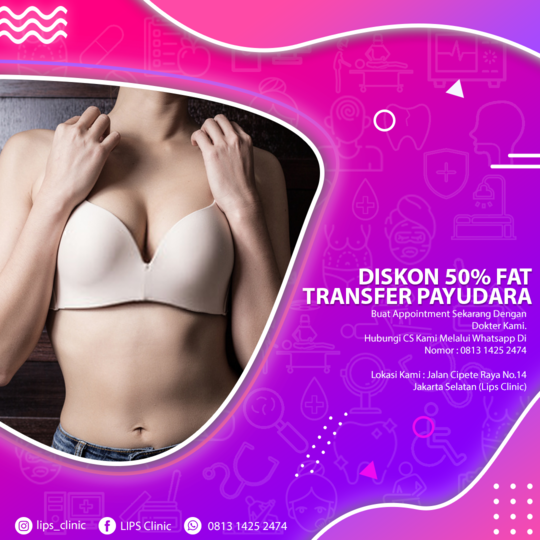 DISKON 50% FAT
TRANSFER PAYUDARA
Buat Appointment Sekarang Dengan
Dokter Kami.
Hubungi CS Kami Melalui Whatsapp Di
Nomor : 0813 1425 2474
Lokasi Kami : Jalan Cipete Raya No.14
Jakarta Selatan (Lips Clinic)
lips_clinic LIPS Clinic 0813 1425 2474